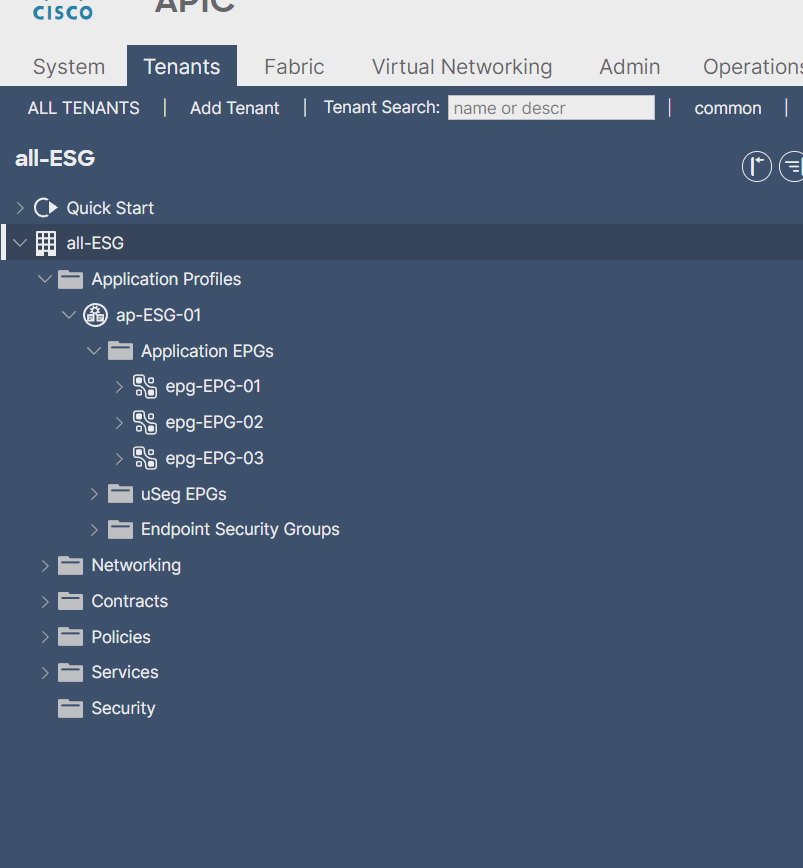 CISCO APIC
System Tenants Fabric Virtual Networking Admin Operations
ALL TENANTS | Add Tenant | Tenant Search: name or descr | common |
all-ESG
Quick Start
all-ESG
Application Profiles
ap-ESG-01
Application EPGs
epg-EPG-01
epg-EPG-02
epg-EPG-03
uSeg EPGs
Endpoint Security Groups
Networking
Contracts
Policies
Services
Security